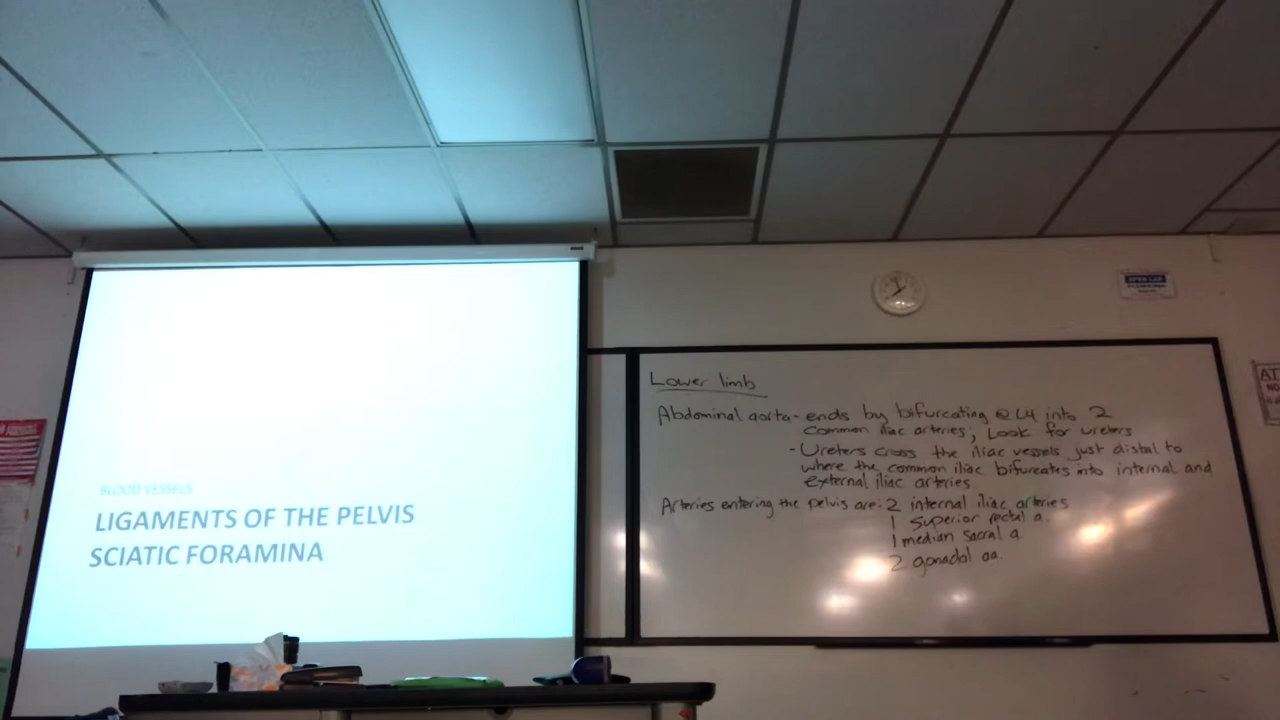 BLOOD VESSELS
LIGAMENTS OF THE PELVIS
SCIATIC FORAMINA
OPEN LAB
Lower limb
Abdominal aorta - ends by bifurcating @ L4 into 2
common iliac arteries; Look for ureters
- Ureters cross the iliac vessels just distal to
where the common iliac bifurcates into internal and
external iliac arteries.
Arteries entering the pelvis are: 2 internal iliac arteries
1 superior rectal a.
1 median sacral a.
2 gonadal aa.